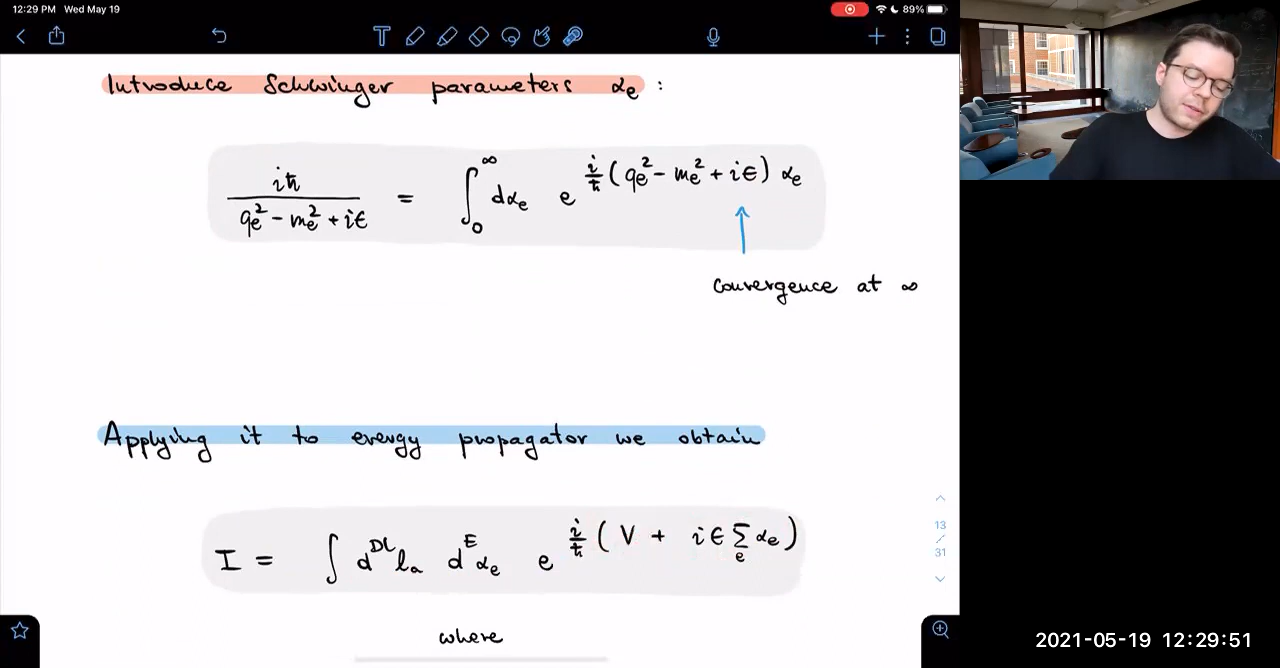 12:29 PM Wed May 19
89%
Introduce Schwinger parameters αe :
iħ / (qe² - me² + iε) = ∫₀^∞ dαe e^{i/ħ (qe² - me² + iε) αe}
convergence at ∞
Applying it to every propagator we obtain
I = ∫ d^{DL}ℓa d^E αe e^{i/ħ (V + iε Σe αe)}
where
13
/
31
2021-05-19 12:29:51